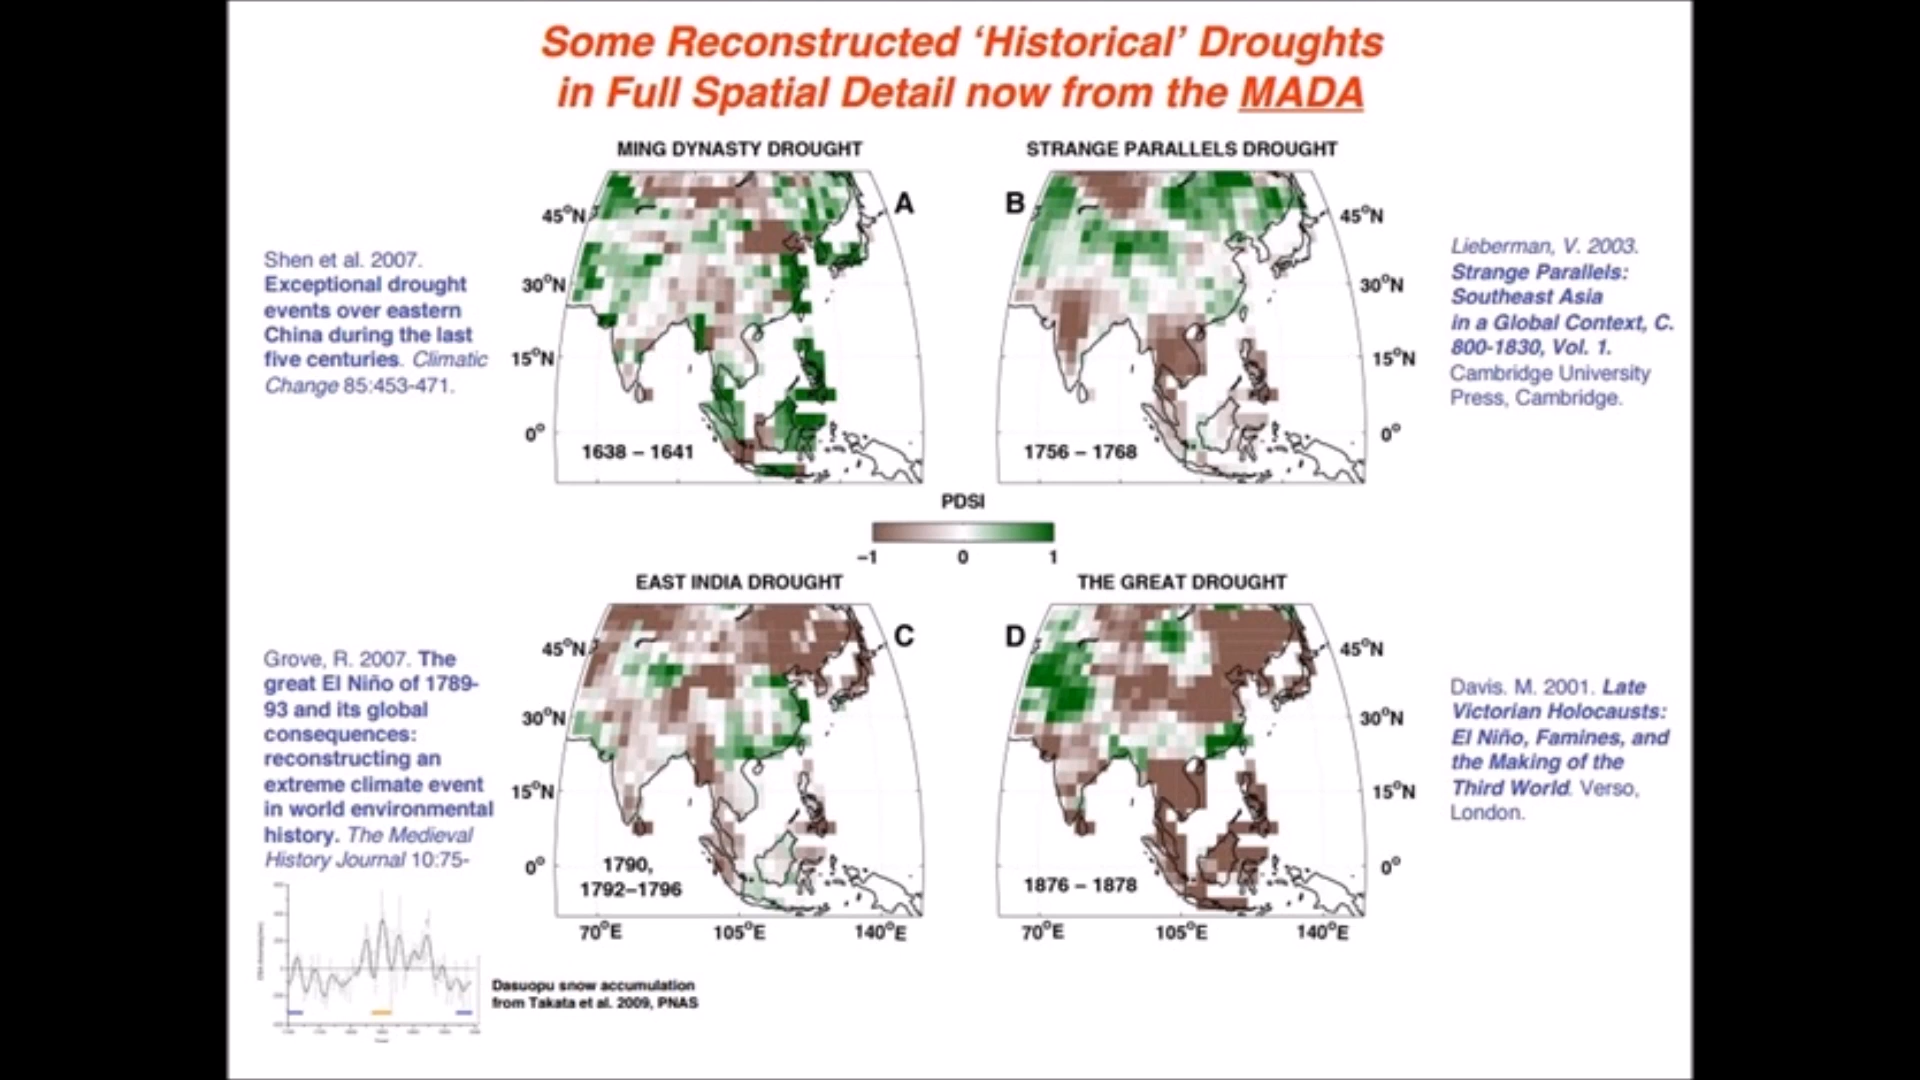 Some Reconstructed ‘Historical’ Droughts
in Full Spatial Detail now from the MADA
MING DYNASTY DROUGHT
STRANGE PARALLELS DROUGHT
A
B
45°N
45°N
30°N
30°N
15°N
15°N
0°
0°
1638 – 1641
1756 – 1768
Shen et al. 2007.
Exceptional drought
events over eastern
China during the last
five centuries. Climatic
Change 85:453-471.
Lieberman, V. 2003.
Strange Parallels:
Southeast Asia
in a Global Context, C.
800-1830, Vol. 1.
Cambridge University
Press, Cambridge.
PDSI
–1
0
1
EAST INDIA DROUGHT
THE GREAT DROUGHT
C
D
45°N
45°N
30°N
30°N
15°N
15°N
0°
0°
1790,
1792–1796
1876 – 1878
70°E
105°E
140°E
70°E
105°E
140°E
Grove, R. 2007. The
great El Niño of 1789-
93 and its global
consequences:
reconstructing an
extreme climate event
in world environmental
history. The Medieval
History Journal 10:75-
Davis. M. 2001. Late
Victorian Holocausts:
El Niño, Famines, and
the Making of the
Third World. Verso,
London.
Dasuopu snow accumulation
from Takata et al. 2009, PNAS